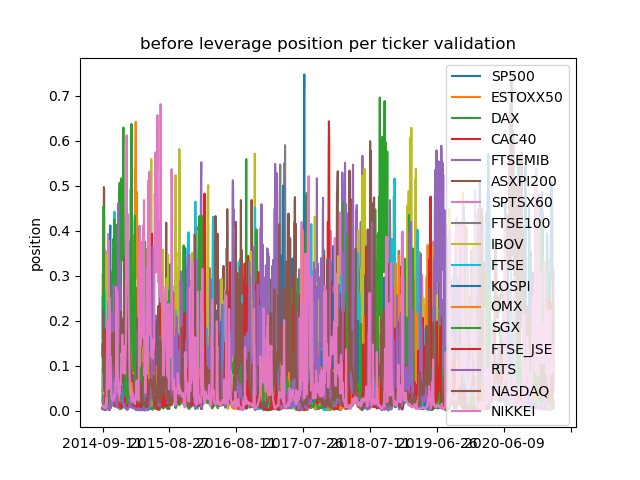 before leverage position per ticker validation
0.7
0.6
0.5
0.4
0.3
0.2
0.1
0.0
position
SP500
ESTOXX50
DAX
CAC40
FTSEMIB
ASXPI200
SPTSX60
FTSE100
IBOV
FTSE
KOSPI
OMX
SGX
FTSE_JSE
RTS
NASDAQ
NIKKEI
2014-09-11 2015-08-27 2016-08-11 2017-07-26 2018-07-11 2019-06-26 2020-06-09